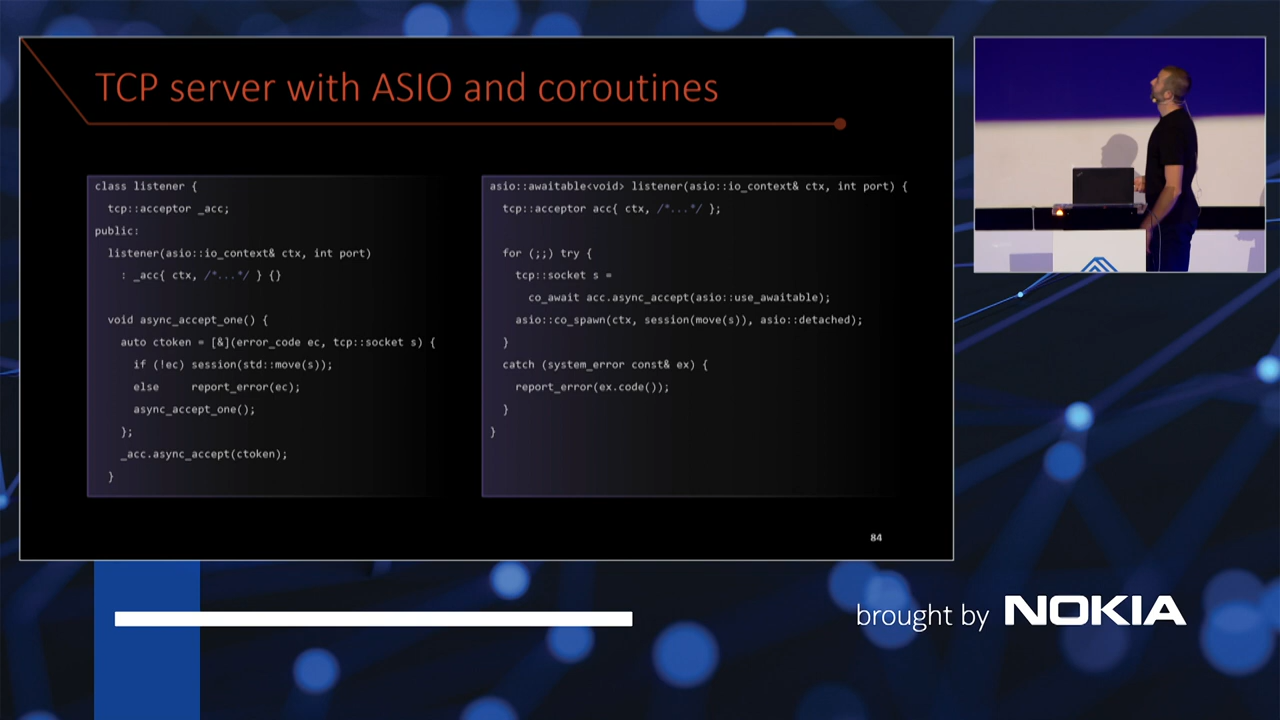 TCP server with ASIO and coroutines
class listener {
tcp::acceptor _acc;
public:
listener(asio::io_context& ctx, int port)
: _acc{ ctx, /*...*/ } {}
void async_accept_one() {
auto ctoken = [&](error_code ec, tcp::socket s) {
if (!ec) session(std::move(s));
else     report_error(ec);
async_accept_one();
};
_acc.async_accept(ctoken);
}
asio::awaitable<void> listener(asio::io_context& ctx, int port) {
tcp::acceptor acc{ ctx, /*...*/ };
for (;;) try {
tcp::socket s =
co_await acc.async_accept(asio::use_awaitable);
asio::co_spawn(ctx, session(move(s)), asio::detached);
}
catch (system_error const& ex) {
report_error(ex.code());
}
}
84
brought by NOKIA